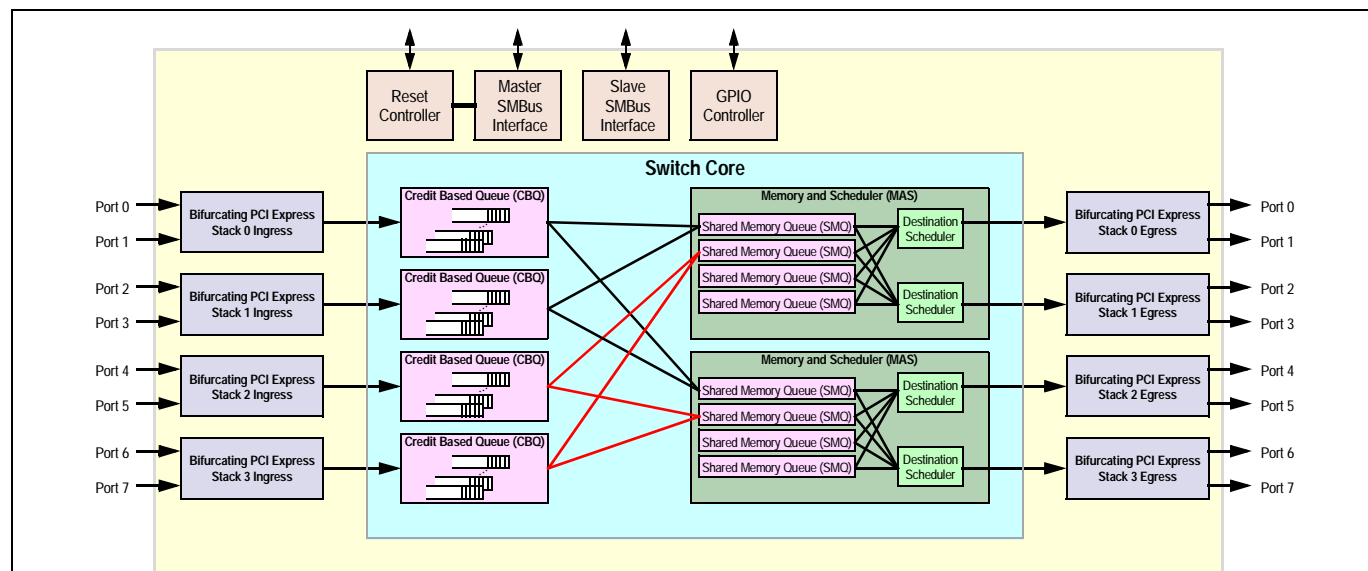 Reset
Controller
Master
SMBus
Interface
Slave
SMBus
Interface
GPIO
Controller
Switch Core
Port 0
Port 1
Bifurcating PCI Express
Stack 0 Ingress
Port 2
Port 3
Bifurcating PCI Express
Stack 1 Ingress
Port 4
Port 5
Bifurcating PCI Express
Stack 2 Ingress
Port 6
Port 7
Bifurcating PCI Express
Stack 3 Ingress
Credit Based Queue (CBQ)
Credit Based Queue (CBQ)
Credit Based Queue (CBQ)
Credit Based Queue (CBQ)
Memory and Scheduler (MAS)
Shared Memory Queue (SMQ)
Shared Memory Queue (SMQ)
Shared Memory Queue (SMQ)
Shared Memory Queue (SMQ)
Destination
Scheduler
Destination
Scheduler
Memory and Scheduler (MAS)
Shared Memory Queue (SMQ)
Shared Memory Queue (SMQ)
Shared Memory Queue (SMQ)
Shared Memory Queue (SMQ)
Destination
Scheduler
Destination
Scheduler
Bifurcating PCI Express
Stack 0 Egress
Port 0
Port 1
Bifurcating PCI Express
Stack 1 Egress
Port 2
Port 3
Bifurcating PCI Express
Stack 2 Egress
Port 4
Port 5
Bifurcating PCI Express
Stack 3 Egress
Port 6
Port 7